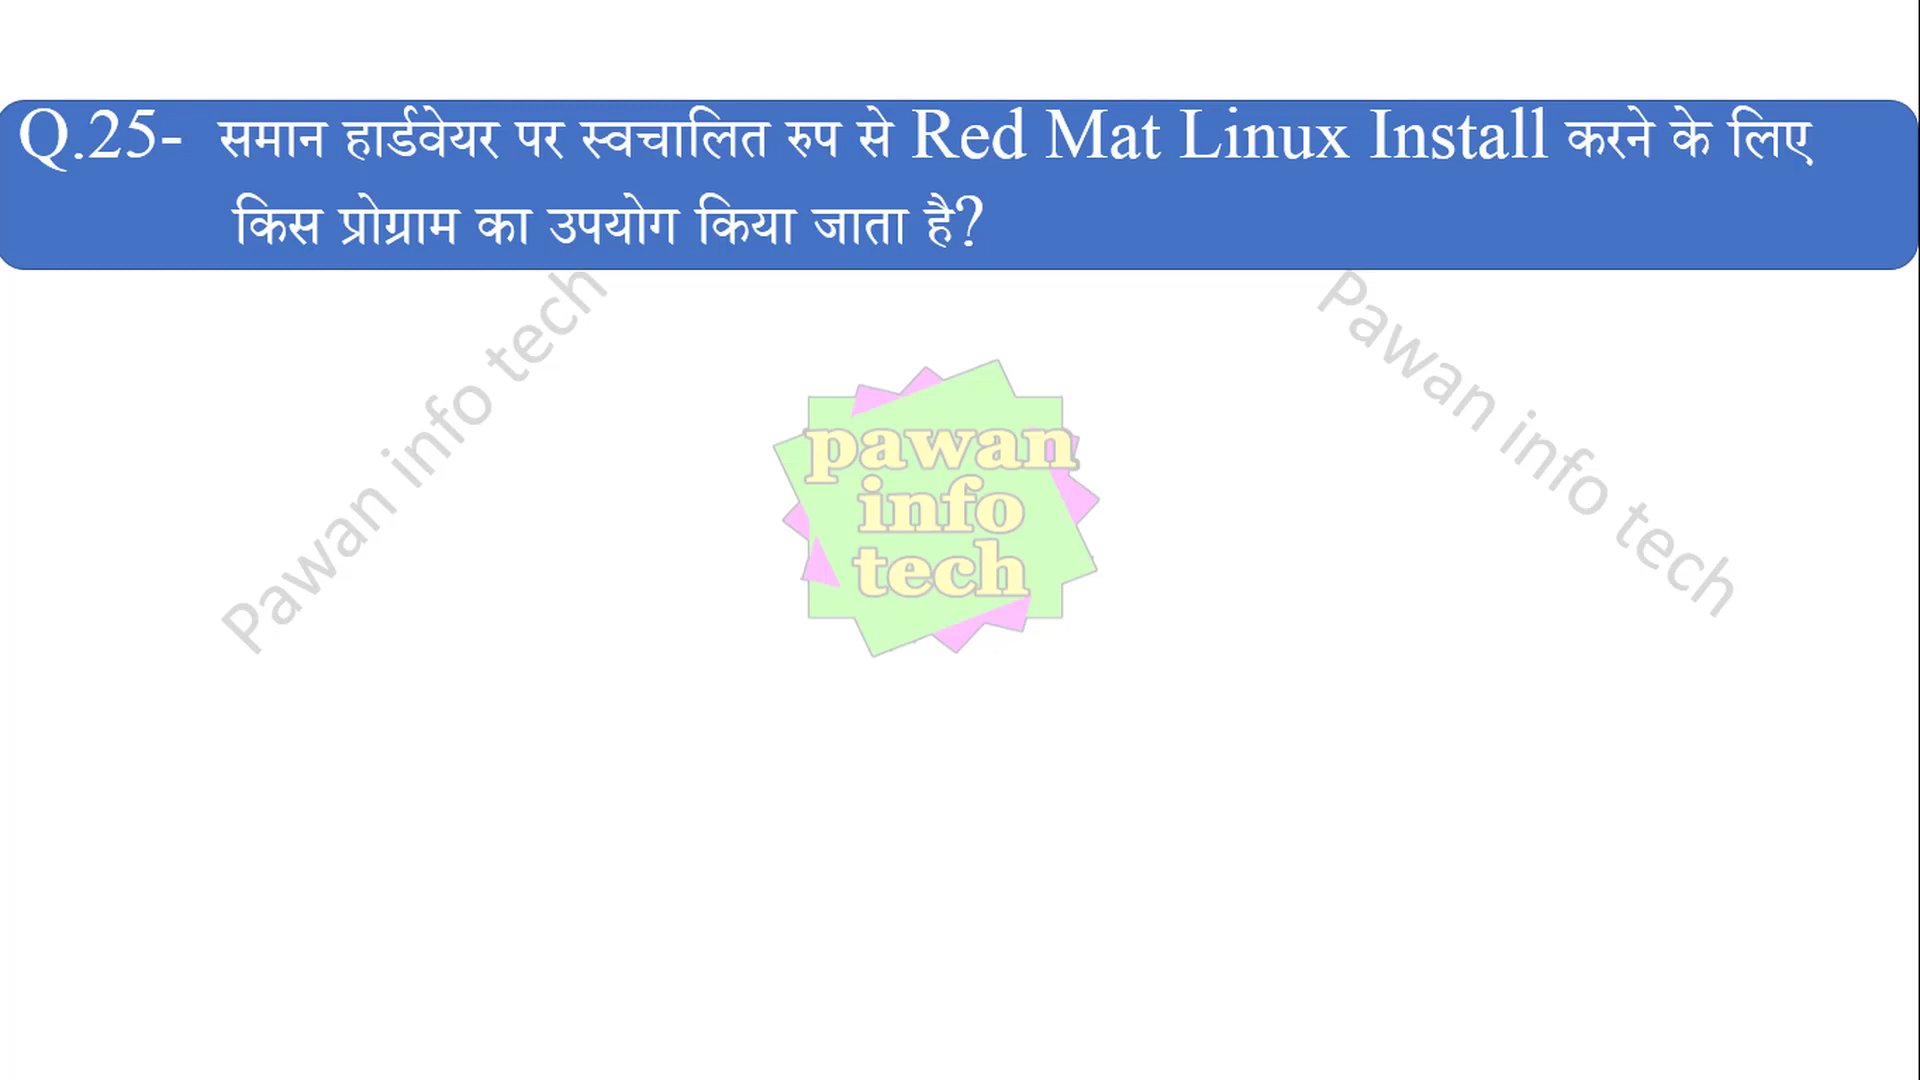 Q.25- समान हार्डवेयर पर स्वचालित रुप से Red Mat Linux Install करने के लिए
किस प्रोग्राम का उपयोग किया जाता है?
Pawan info tech
Pawan info tech
pawan
info
tech